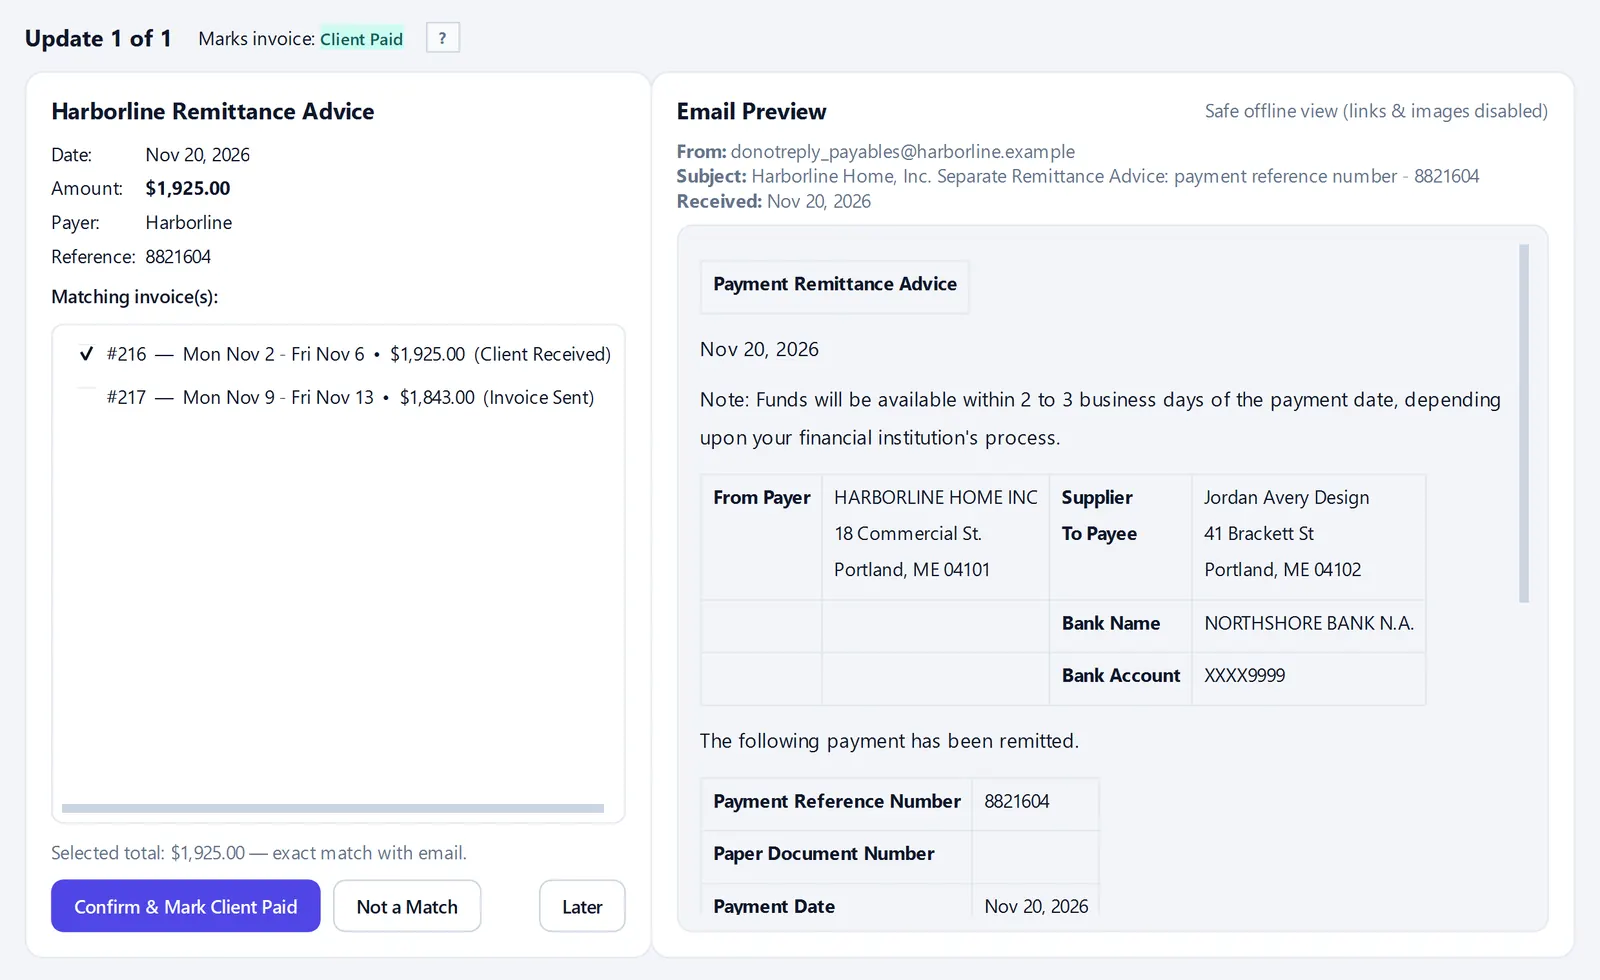 Update 1 of 1 Marks invoice: Client Paid ?
Harborline Remittance Advice
Date: Nov 20, 2026
Amount: $1,925.00
Payer: Harborline
Reference: 8821604
Matching invoice(s):
✓ #216 — Mon Nov 2 - Fri Nov 6 • $1,925.00 (Client Received)
#217 — Mon Nov 9 - Fri Nov 13 • $1,843.00 (Invoice Sent)
Selected total: $1,925.00 — exact match with email.
Confirm & Mark Client Paid Not a Match Later
Email Preview Safe offline view (links & images disabled)
From: donotreply_payables@harborline.example
Subject: Harborline Home, Inc. Separate Remittance Advice: payment reference number - 8821604
Received: Nov 20, 2026
Payment Remittance Advice
Nov 20, 2026
Note: Funds will be available within 2 to 3 business days of the payment date, depending
upon your financial institution's process.
From Payer HARBORLINE HOME INC Supplier Jordan Avery Design
18 Commercial St. To Payee 41 Brackett St
Portland, ME 04101 Portland, ME 04102
Bank Name NORTHSHORE BANK N.A.
Bank Account XXXX9999
The following payment has been remitted.
Payment Reference Number 8821604
Paper Document Number
Payment Date Nov 20, 2026